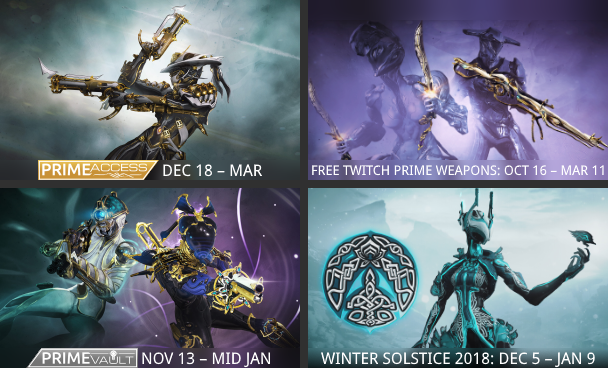 PRIMEACCESS DEC 18 – MAR
FREE TWITCH PRIME WEAPONS: OCT 16 – MAR 11
PRIMEVAULT NOV 13 – MID JAN
WINTER SOLSTICE 2018: DEC 5 – JAN 9